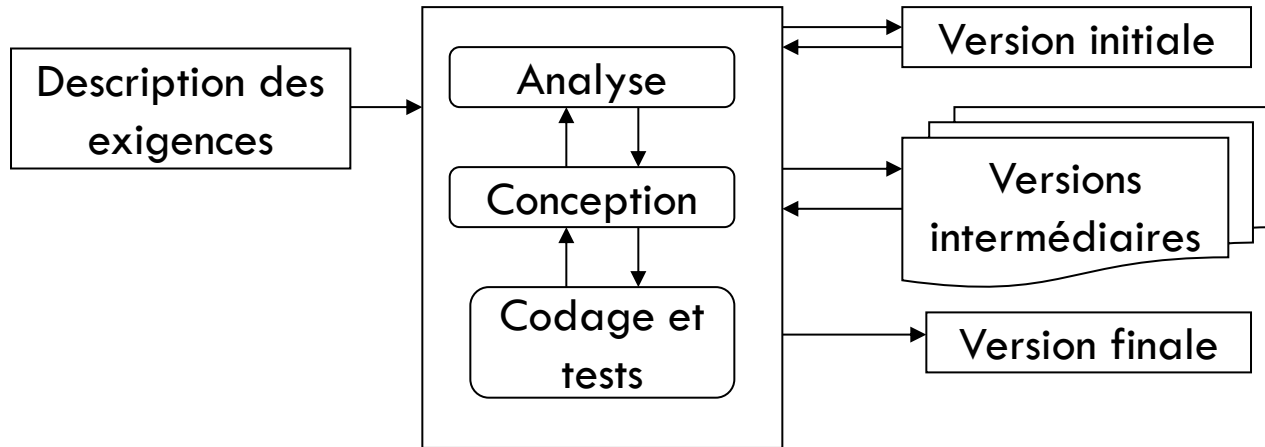 Description des
exigences
Analyse
Conception
Codage et
tests
Version initiale
Versions
intermédiaires
Version finale